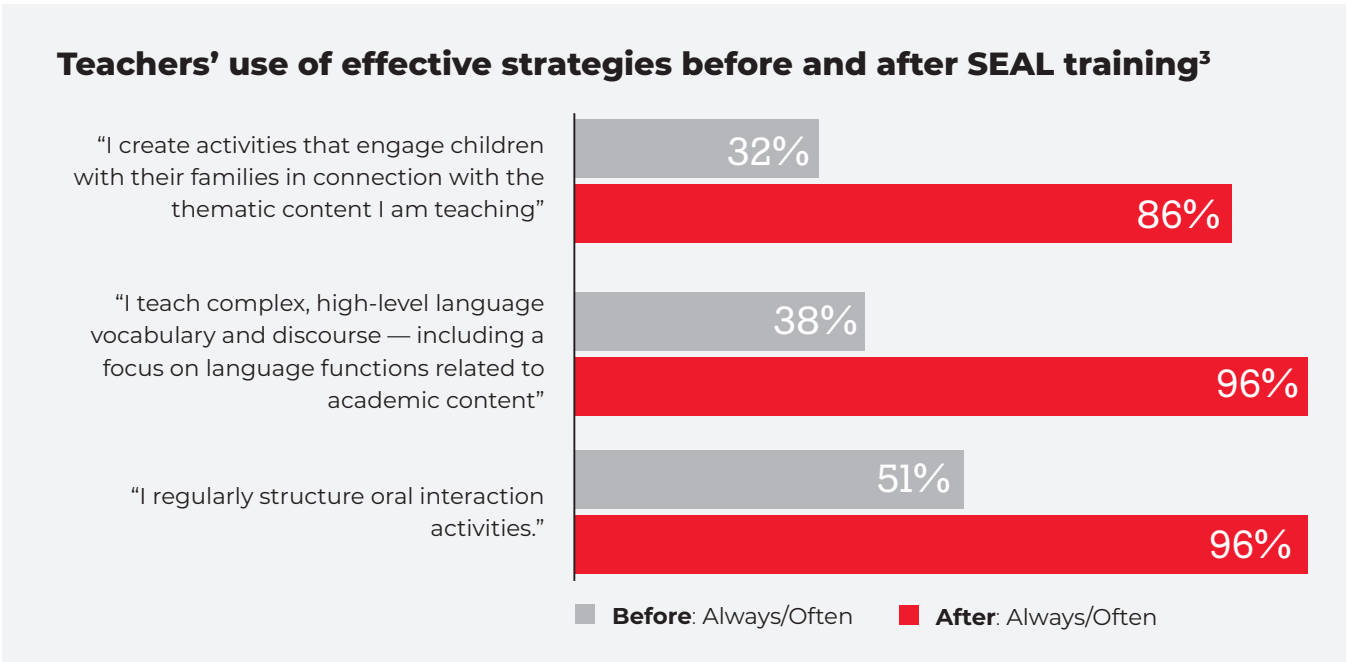 Teachers’ use of effective strategies before and after SEAL training³
“I create activities that engage children
with their families in connection with the
thematic content I am teaching”
32%
86%
“I teach complex, high-level language
vocabulary and discourse — including a
focus on language functions related to
academic content”
38%
96%
“I regularly structure oral interaction
activities.”
51%
96%
Before: Always/Often
After: Always/Often